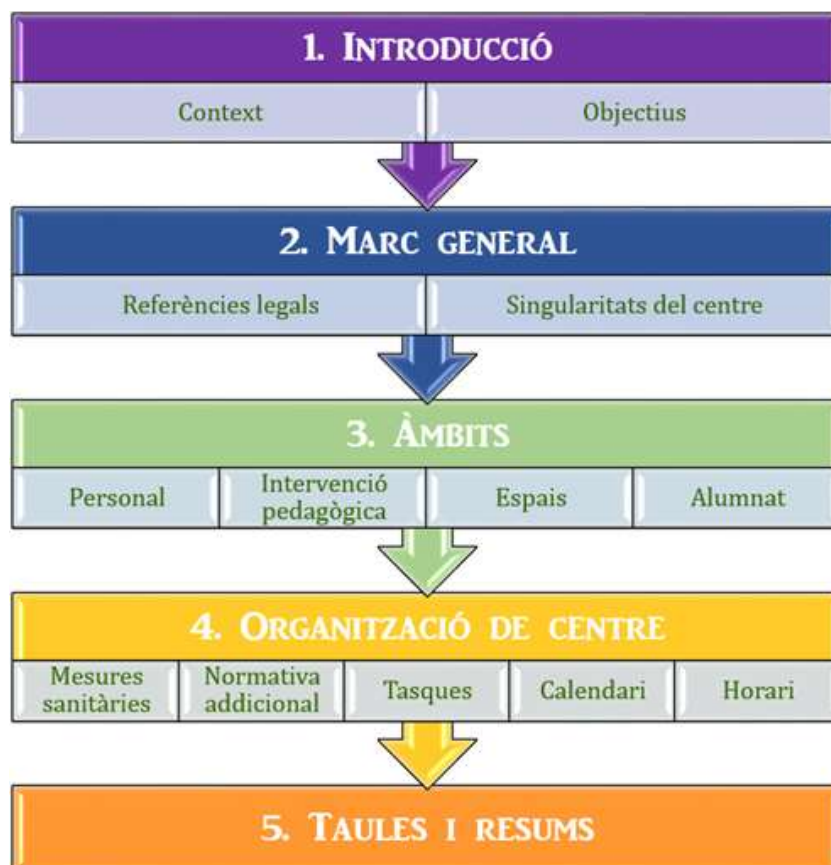 1. Introducció
Context
Objectius
2. Marc general
Referències legals
Singularitats del centre
3. Àmbits
Personal
Intervenció
pedagògica
Espais
Alumnat
4. Organització de centre
Mesures
sanitàries
Normativa
addicional
Tasques
Calendari
Horari
5. Taules i resums